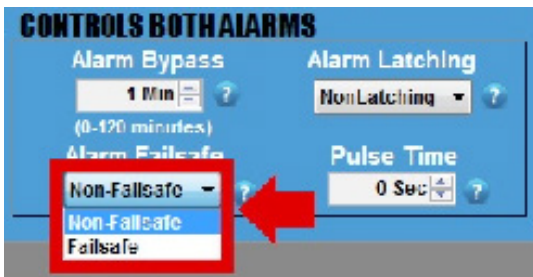 CONTROLS BOTH ALARMS
Alarm Bypass
Alarm Latching
1 Min
?
NonLatching
?
(0-120 minutes)
Alarm Failsafe
Pulse Time
Non-Failsafe
?
0 Sec
?
Non-Failsafe
Failsafe